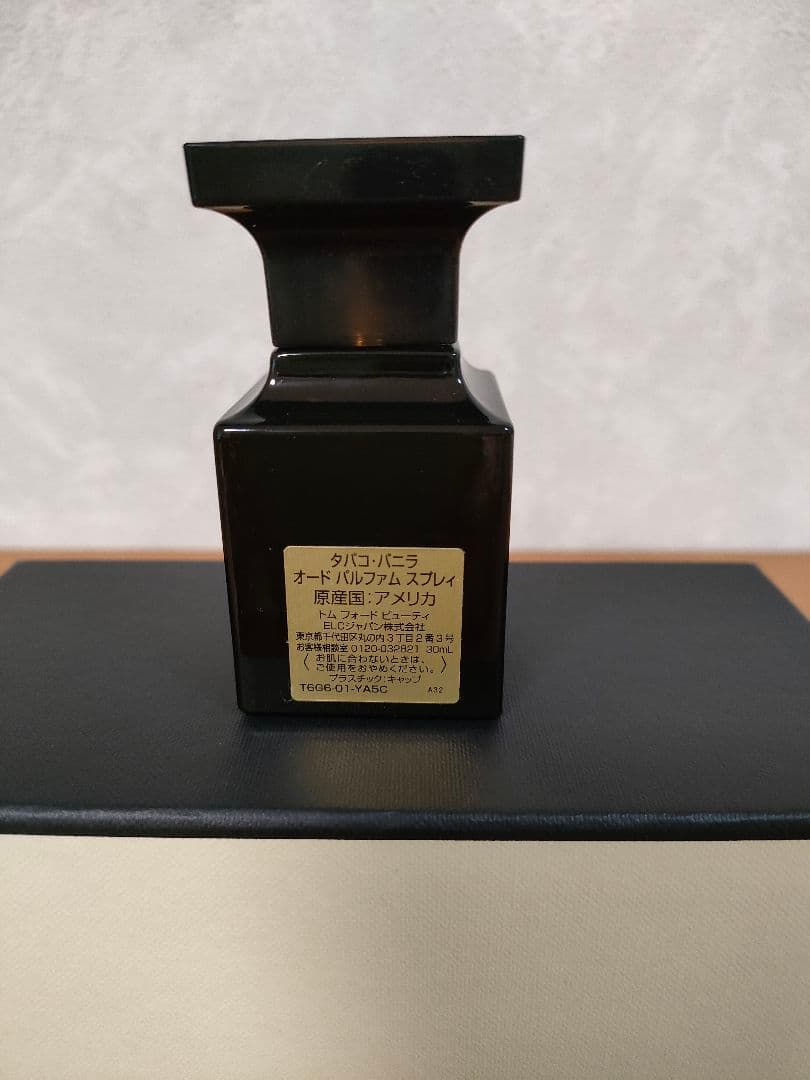 タバコ・バニラ
オード パルファム スプレィ
原産国:アメリカ
トム フォード ビューティ
ELCジャパン株式会社
東京都千代田区丸の内3丁目2番3号
お客様相談室 0120-032821 30mL
〈お肌に合わないときは、
ご使用をおやめください。〉
プラスチック:キャップ
T6G6-01-YA5C A32